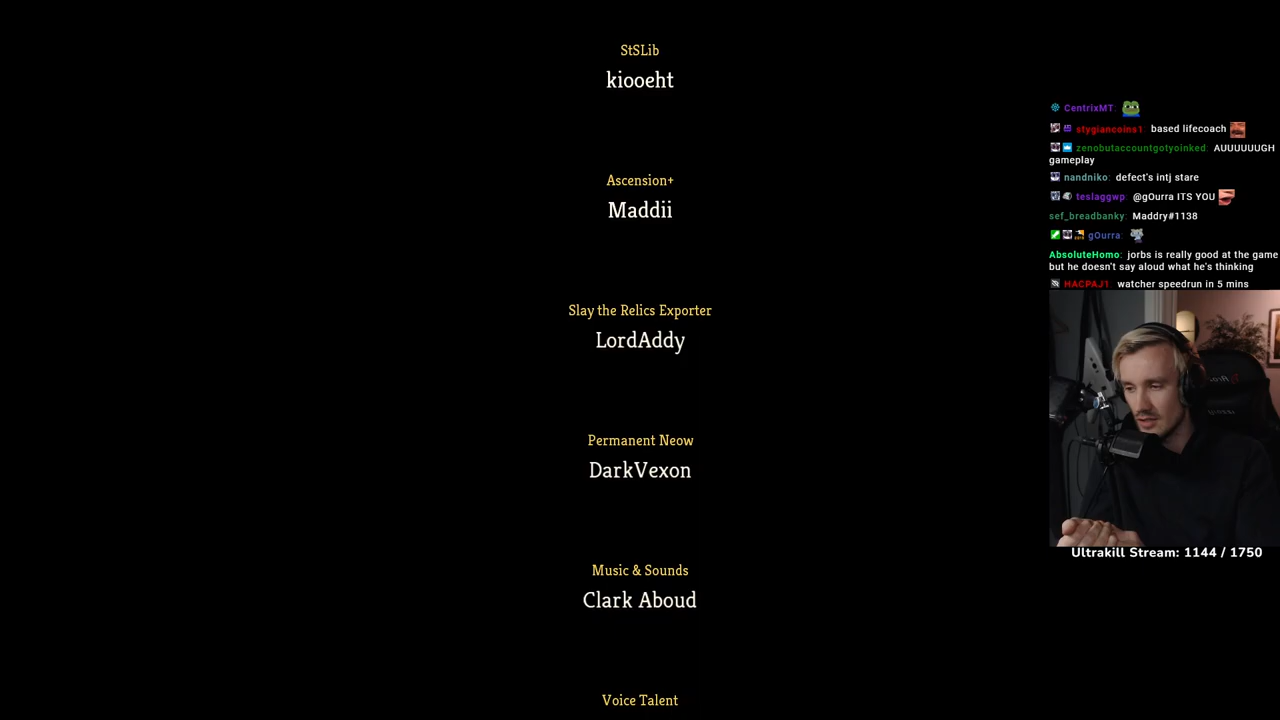 StSLib
kiooeht
Ascension+
Maddii
Slay the Relics Exporter
LordAddy
Permanent Neow
DarkVexon
Music & Sounds
Clark Aboud
Voice Talent
CentrixMT:
stygiancoins1: based lifecoach
zenobutaccountgotyoinked: AUUUUUUGH
gameplay
nandniko: defect's intj stare
teslaggwp: @gOurra ITS YOU
sef_breadbanky: Maddry#1138
gOurra:
AbsoluteHomo: jorbs is really good at the game
but he doesn't say aloud what he's thinking
HACPAJ1: watcher speedrun in 5 mins
Ultrakill Stream: 1144 / 1750